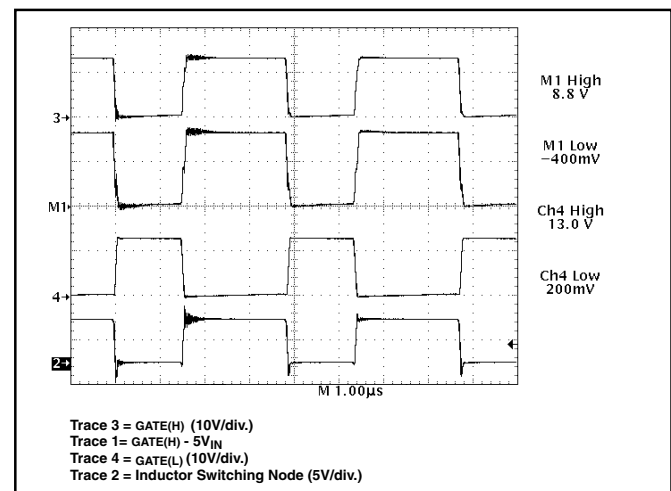 M1 High
8.8 V
3→
M1 Low
−400mV
M1→
Ch4 High
13.0 V
4→
Ch4 Low
200mV
2→
M 1.00µs
Trace 3 = GATE(H) (10V/div.)
Trace 1= GATE(H) - 5VIN
Trace 4 = GATE(L) (10V/div.)
Trace 2 = Inductor Switching Node (5V/div.)